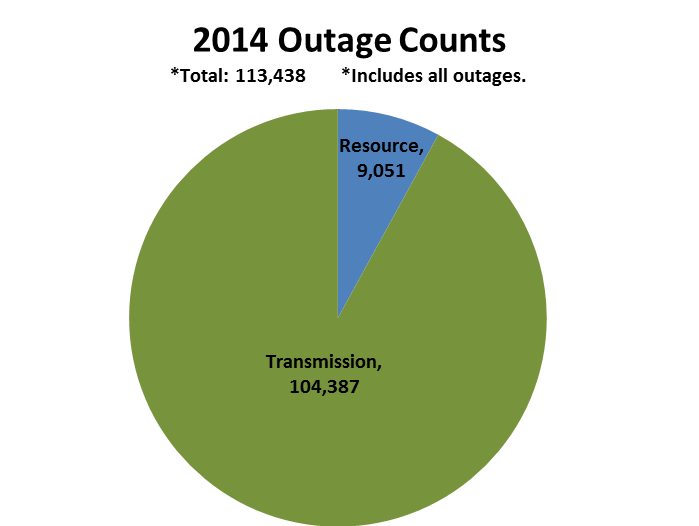 2014 Outage Counts
*Total: 113,438 *Includes all outages.
Resource,
9,051
Transmission,
104,387